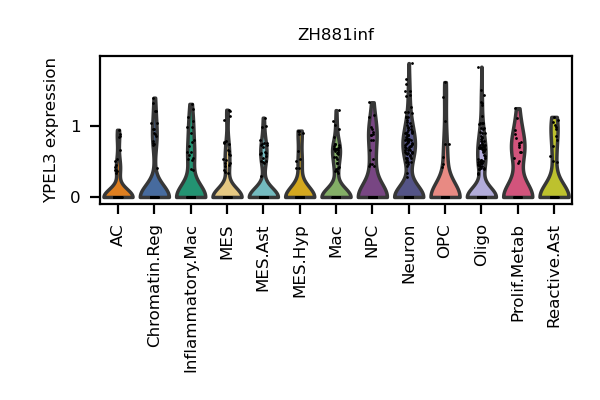 ZH881inf
YPEL3 expression
1
0
AC
Chromatin.Reg
Inflammatory.Mac
MES
MES.Ast
MES.Hyp
Mac
NPC
Neuron
OPC
Oligo
Prolif.Metab
Reactive.Ast